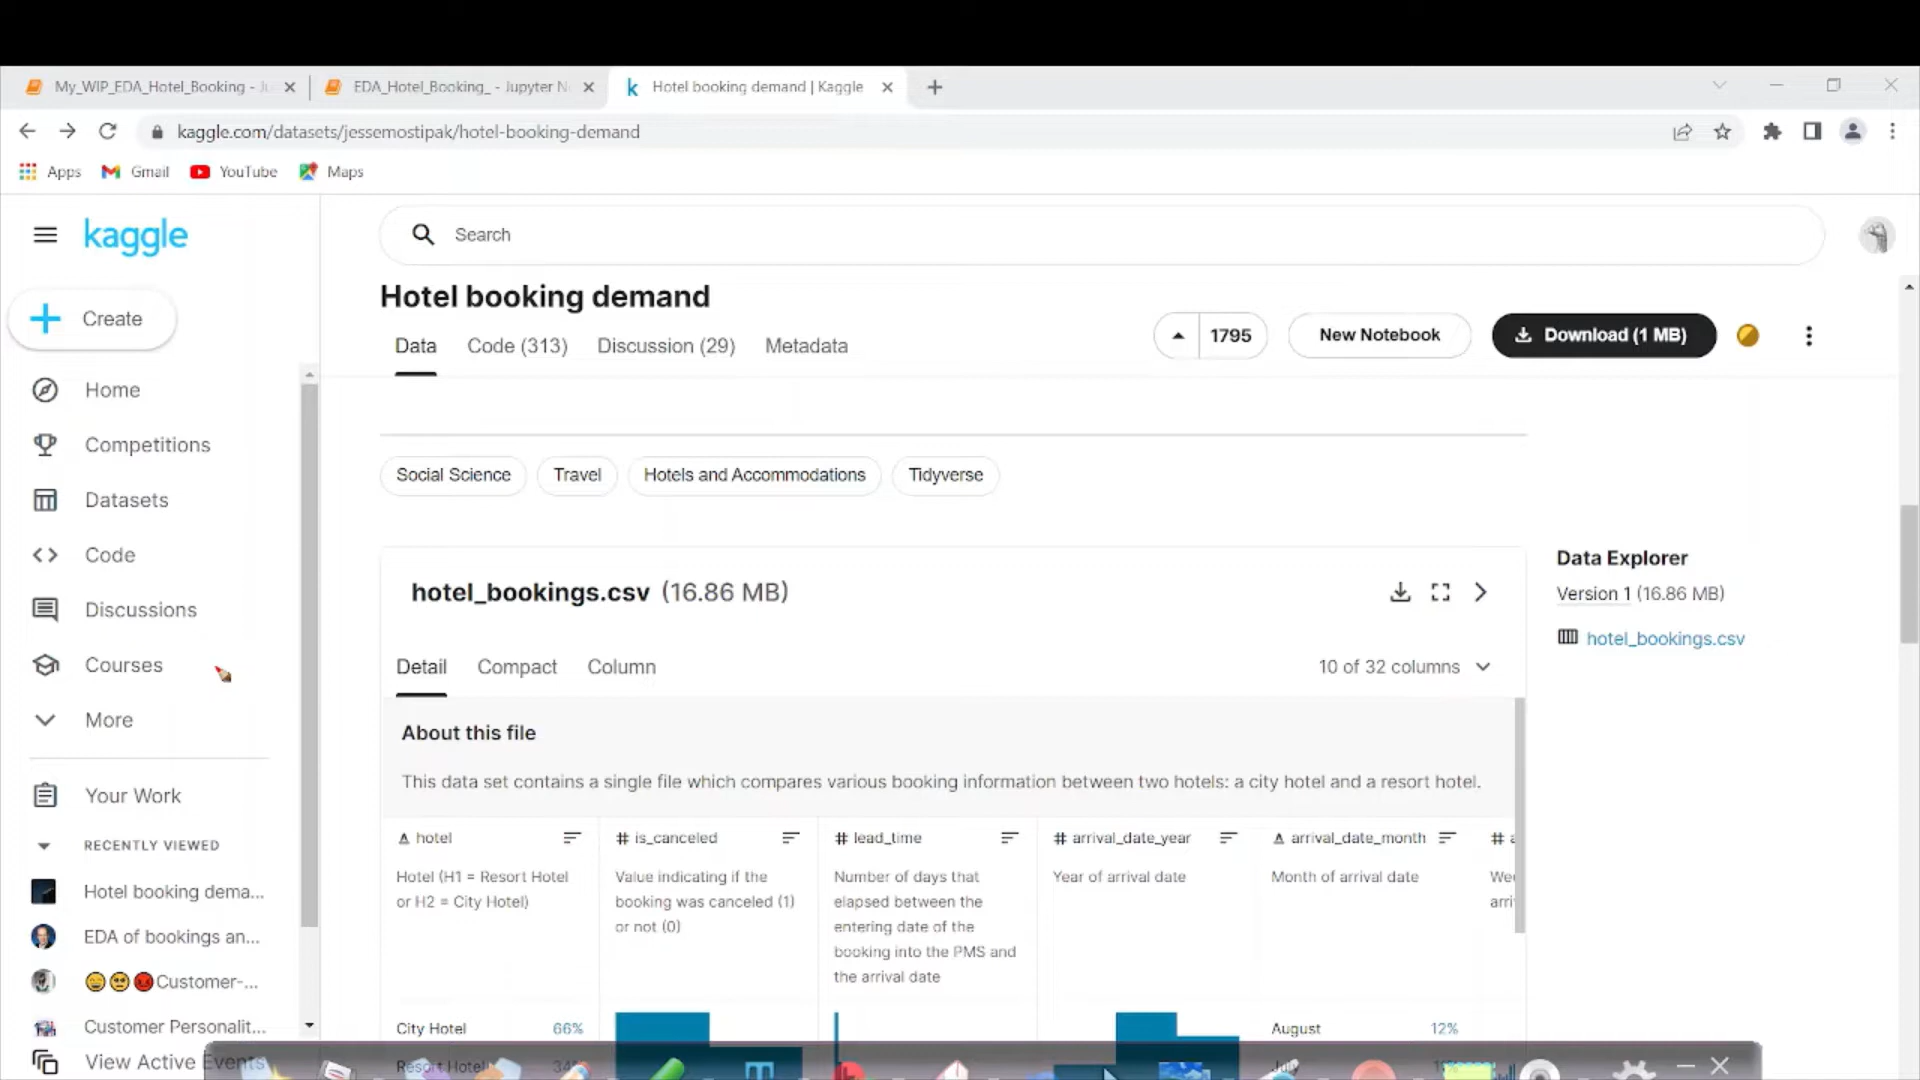 My_WIP_EDA_Hotel_Booking - Ju
EDA_Hotel_Booking_ - Jupyter N
Hotel booking demand | Kaggle
kaggle.com/datasets/jessemostipak/hotel-booking-demand
Apps
Gmail
YouTube
Maps
kaggle
Search
Create
Home
Competitions
Datasets
Code
Discussions
Courses
More
Your Work
RECENTLY VIEWED
Hotel booking dema...
EDA of bookings an...
Customer-...
Customer Personalit...
View Active Events
Hotel booking demand
Data
Code (313)
Discussion (29)
Metadata
1795
New Notebook
Download (1 MB)
Social Science
Travel
Hotels and Accommodations
Tidyverse
hotel_bookings.csv (16.86 MB)
Detail
Compact
Column
10 of 32 columns
About this file
This data set contains a single file which compares various booking information between two hotels: a city hotel and a resort hotel.
hotel
Hotel (H1 = Resort Hotel
or H2 = City Hotel)
City Hotel 66%
Resort Hotel 34%
# is_canceled
Value indicating if the
booking was canceled (1)
or not (0)
# lead_time
Number of days that
elapsed between the
entering date of the
booking into the PMS and
the arrival date
# arrival_date_year
Year of arrival date
arrival_date_month
Month of arrival date
August 12%
# a
Wee
arri
Data Explorer
Version 1 (16.86 MB)
hotel_bookings.csv